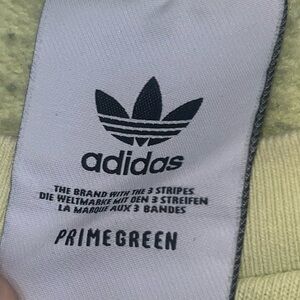 adidas
THE BRAND WITH THE 3 STRIPES
DIE WELTMARKE MIT DEN 3 STREIFEN
LA MARQUE AUX 3 BANDES
PRIMEGREEN